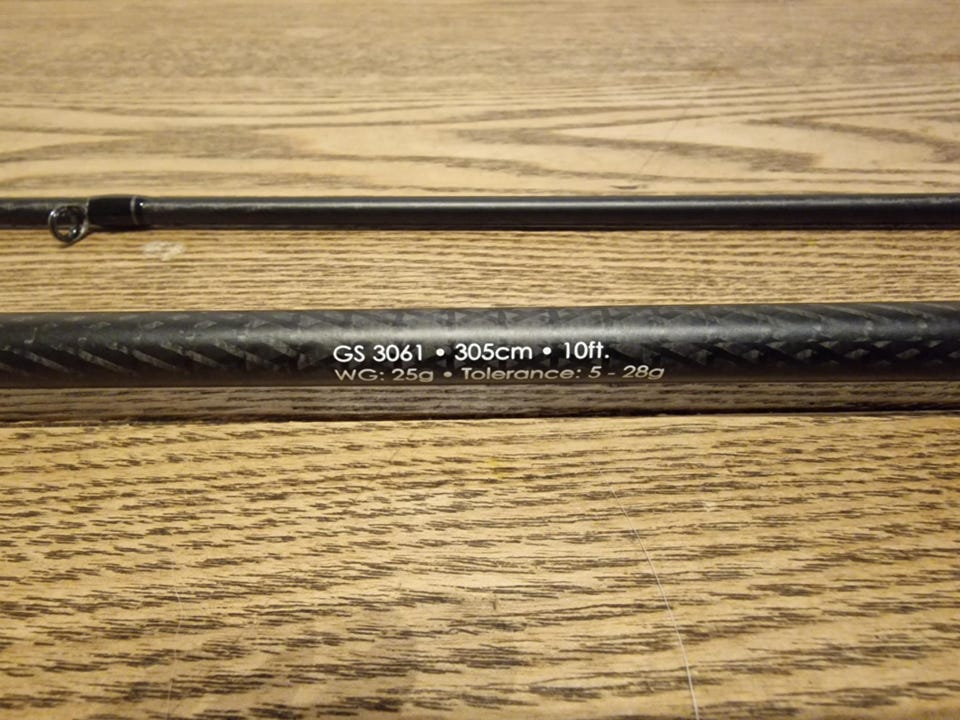 GS 3061 • 305cm • 10ft.
WG: 25g • Tolerance: 5 - 28g